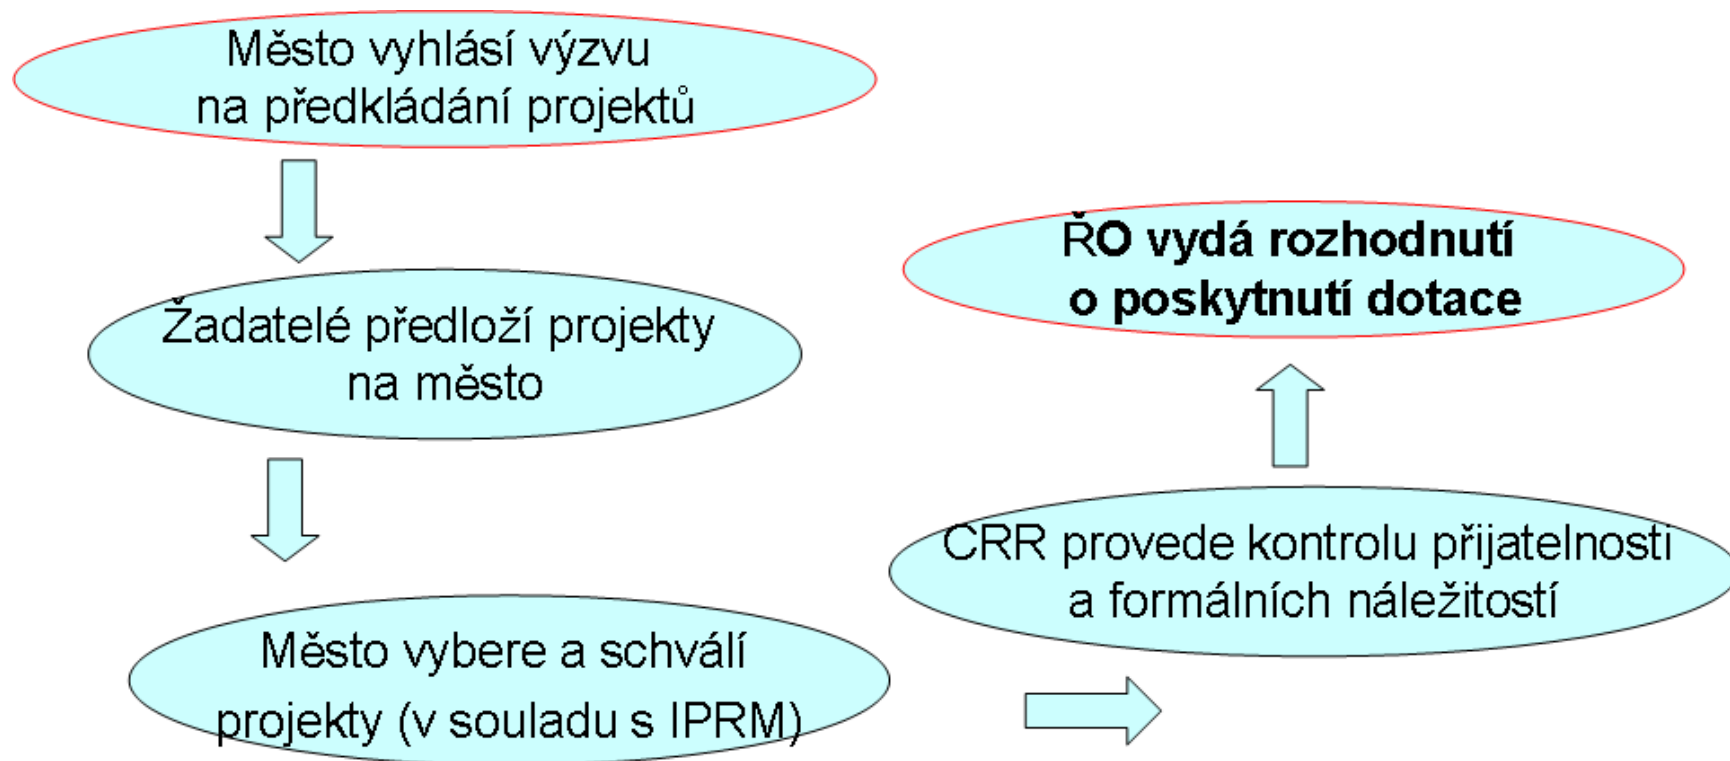 Město vyhlásí výzvu
na předkládání projektů
Žadatelé předloží projekty
na město
Město vybere a schválí
projekty (v souladu s IPRM)
CRR provede kontrolu přijatelnosti
a formálních náležitostí
ŘO vydá rozhodnutí
o poskytnutí dotace